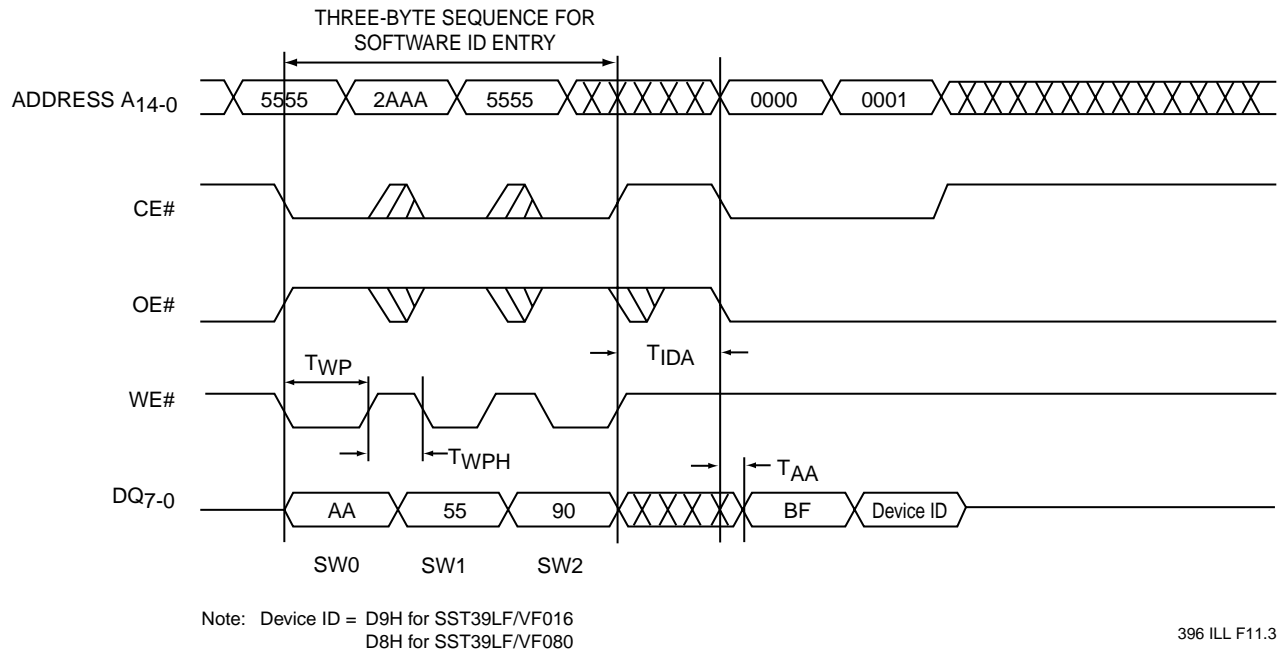 THREE-BYTE SEQUENCE FOR
SOFTWARE ID ENTRY
ADDRESS A14-0
5555
2AAA
5555
0000
0001
CE#
OE#
TWP
TIDA
WE#
TWPH
TAA
DQ7-0
AA
55
90
BF
Device ID
SW0
SW1
SW2
Note: Device ID = D9H for SST39LF/VF016
D8H for SST39LF/VF080
396 ILL F11.3